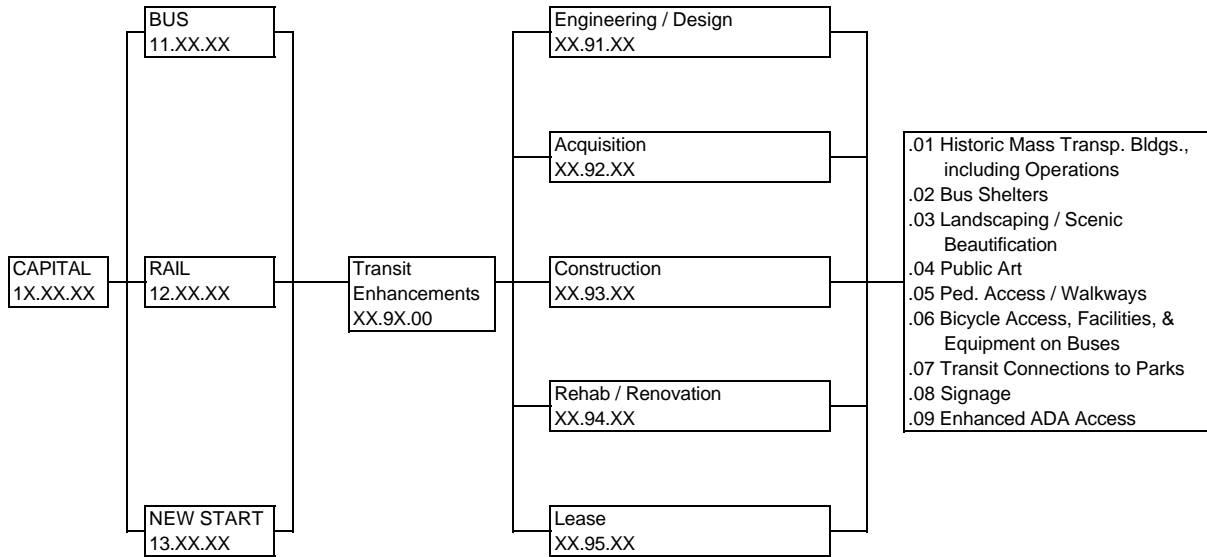 CAPITAL
1X.XX.XX
BUS
11.XX.XX
RAIL
12.XX.XX
NEW START
13.XX.XX
Transit
Enhancements
XX.9X.00
Engineering / Design
XX.91.XX
Acquisition
XX.92.XX
Construction
XX.93.XX
Rehab / Renovation
XX.94.XX
Lease
XX.95.XX
.01 Historic Mass Transp. Bldgs.,
including Operations
.02 Bus Shelters
.03 Landscaping / Scenic
Beautification
.04 Public Art
.05 Ped. Access / Walkways
.06 Bicycle Access, Facilities, &
Equipment on Buses
.07 Transit Connections to Parks
.08 Signage
.09 Enhanced ADA Access